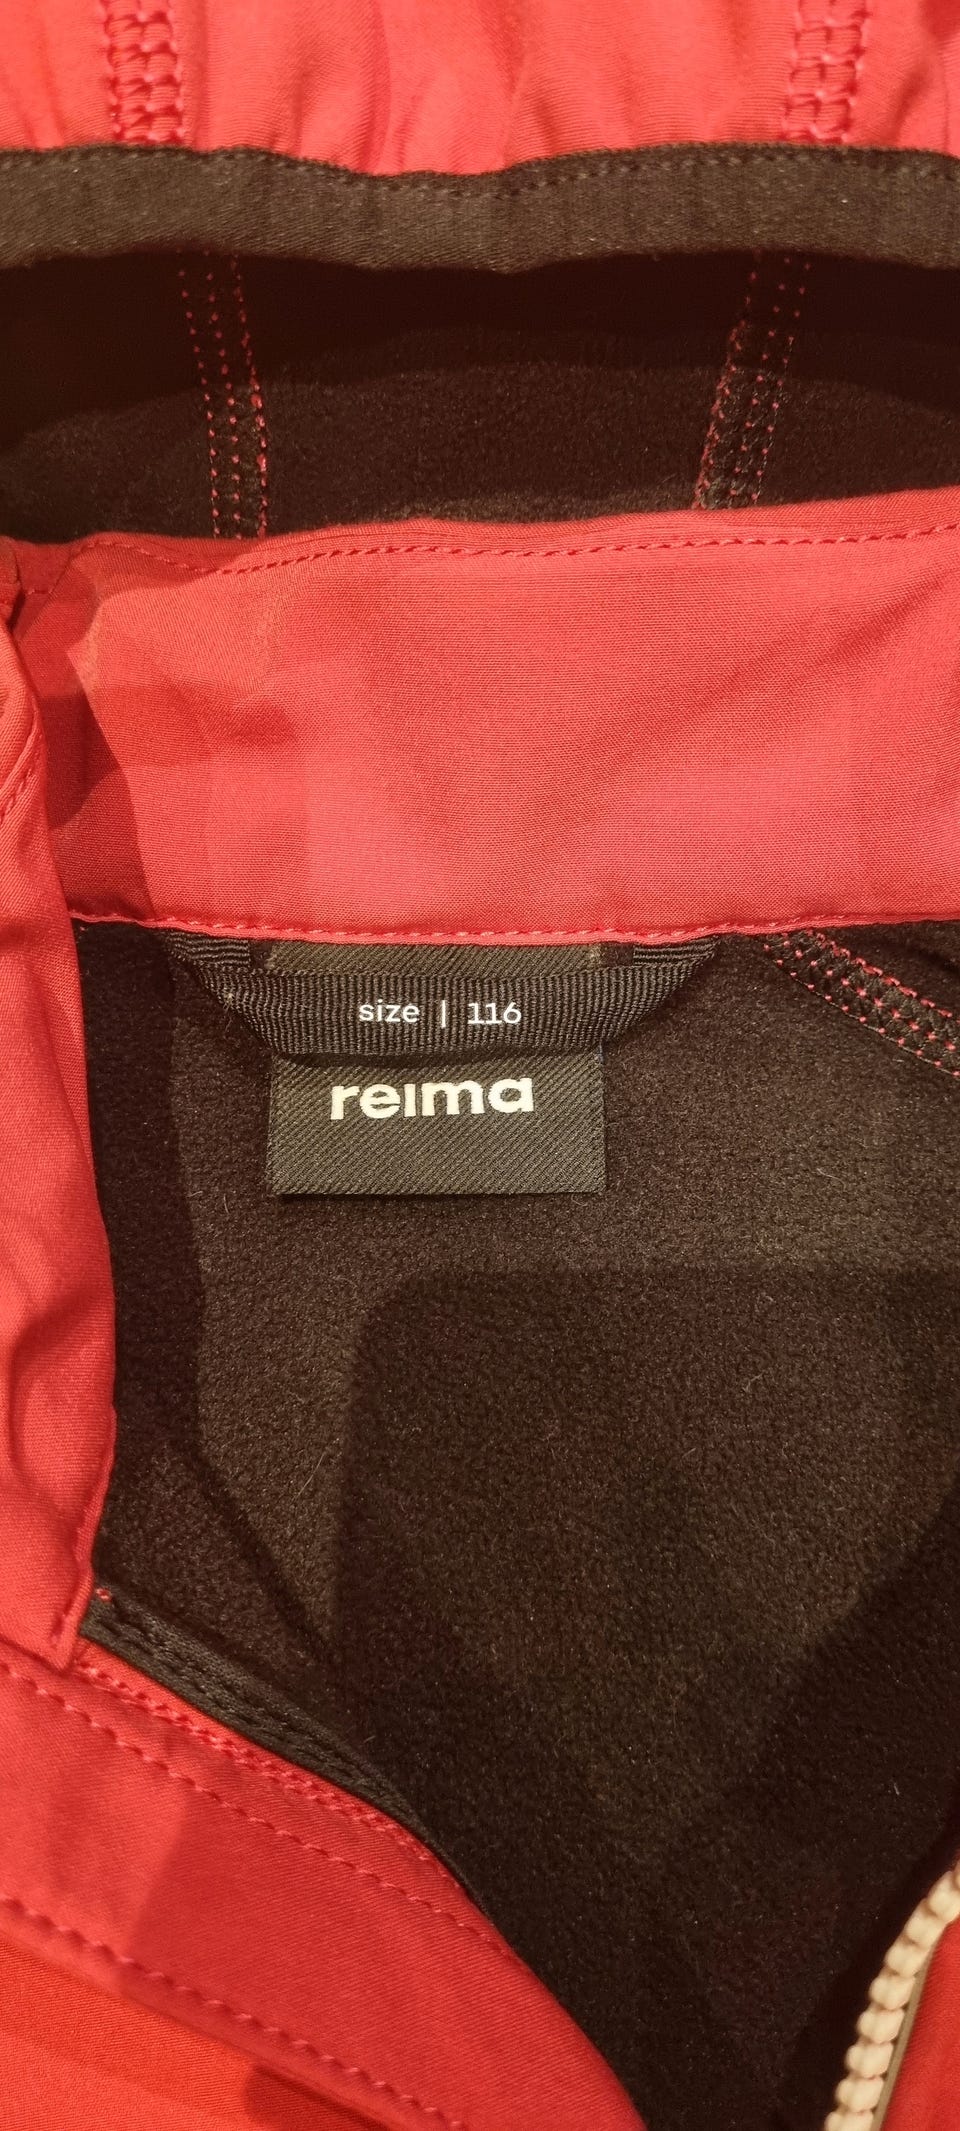 size | 116
reima